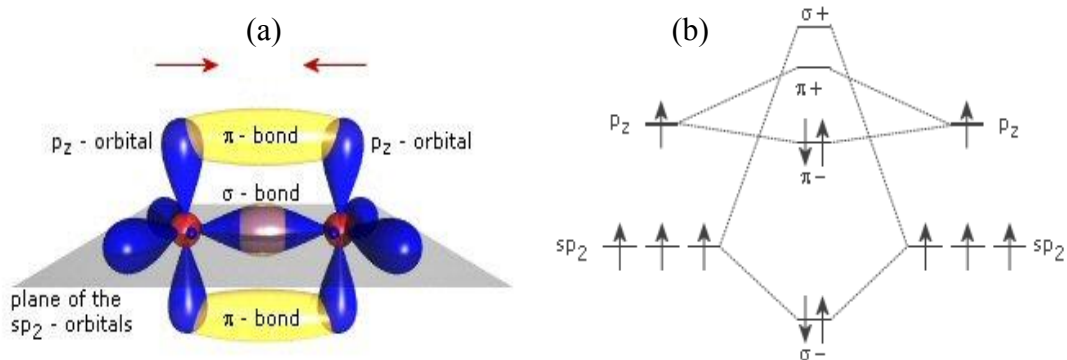 (a)
p_z - orbital
π - bond
p_z - orbital
σ - bond
plane of the
sp_2 - orbitals
π - bond
(b)
σ+
π+
p_z
p_z
π−
sp_2
sp_2
σ−